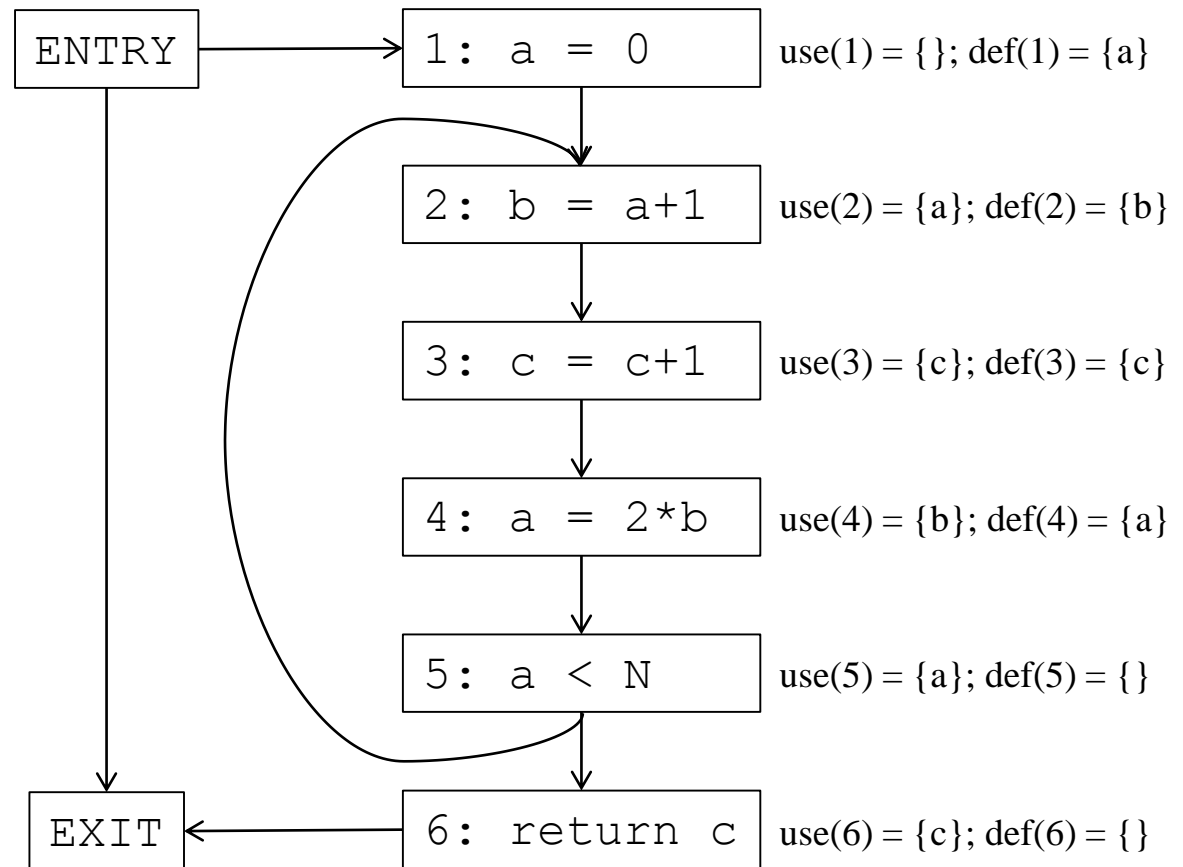 ENTRY
1: a = 0
use(1) = {}; def(1) = {a}
2: b = a+1
use(2) = {a}; def(2) = {b}
3: c = c+1
use(3) = {c}; def(3) = {c}
4: a = 2*b
use(4) = {b}; def(4) = {a}
5: a < N
use(5) = {a}; def(5) = {}
EXIT
6: return c
use(6) = {c}; def(6) = {}